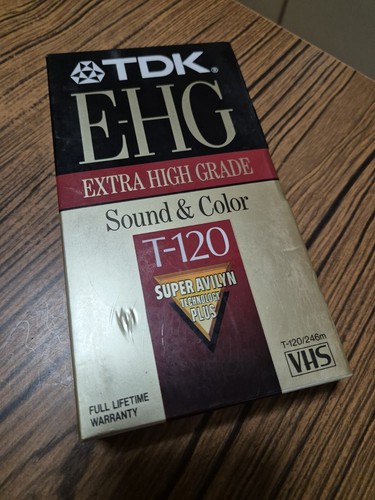 TDK®
E-HG
EXTRA HIGH GRADE
Sound & Color
T-120
SUPER AVILYN
TECHNOLOGY
PLUS
T-120/246m
VHS
FULL LIFETIME
WARRANTY